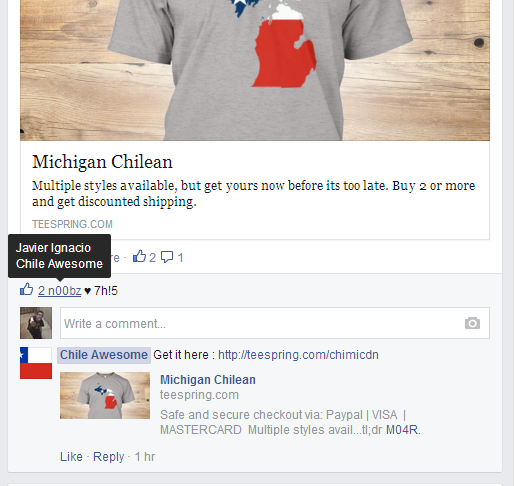 Michigan Chilean
Multiple styles available, but get yours now before its too late. Buy 2 or more
and get discounted shipping.
TEESPRING.COM
Javier Ignacio
Chile Awesome
re · 2 1
2 n00bz ♥ 7h!5
Write a comment...
Chile Awesome Get it here : http://teespring.com/chimicdn
Michigan Chilean
teespring.com
Safe and secure checkout via: Paypal | VISA |
MASTERCARD Multiple styles avail...tl;dr M04R.
Like · Reply · 1 hr